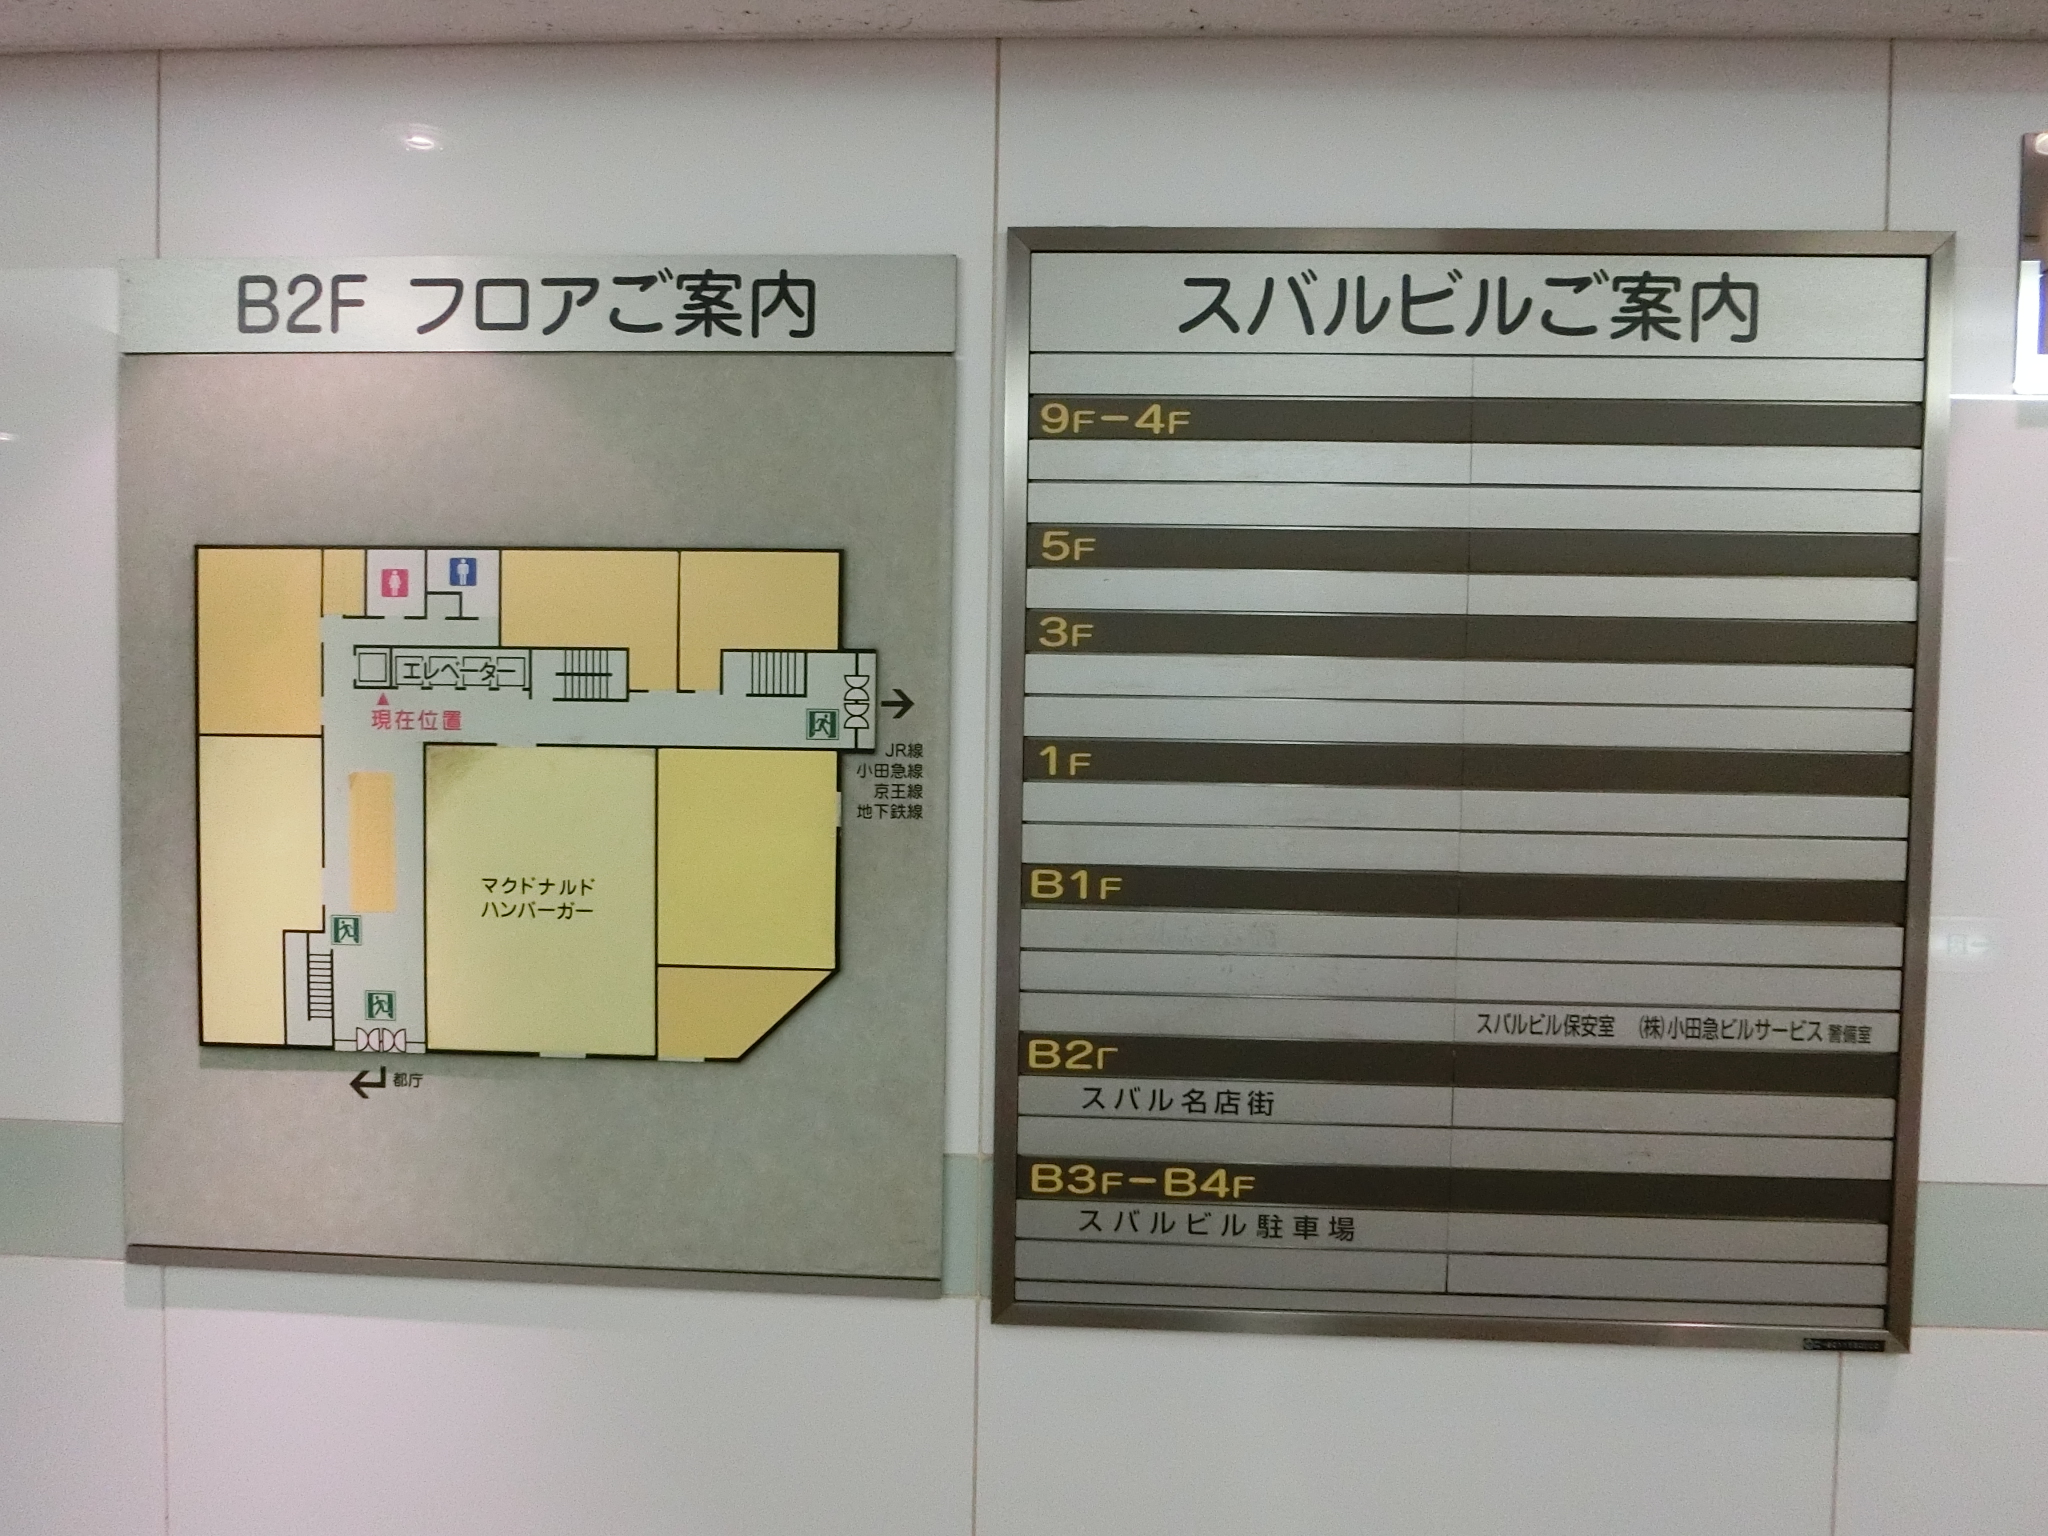 B2F フロアご案内
エレベーター
現在位置
JR線
小田急線
京王線
地下鉄線
マクドナルド
ハンバーガー
都庁
スバルビルご案内
9F-4F
5F
3F
1F
B1F
スバルビル保安室 (株)小田急ビルサービス 警備室
B2F
スバル名店街
B3F-B4F
スバルビル駐車場